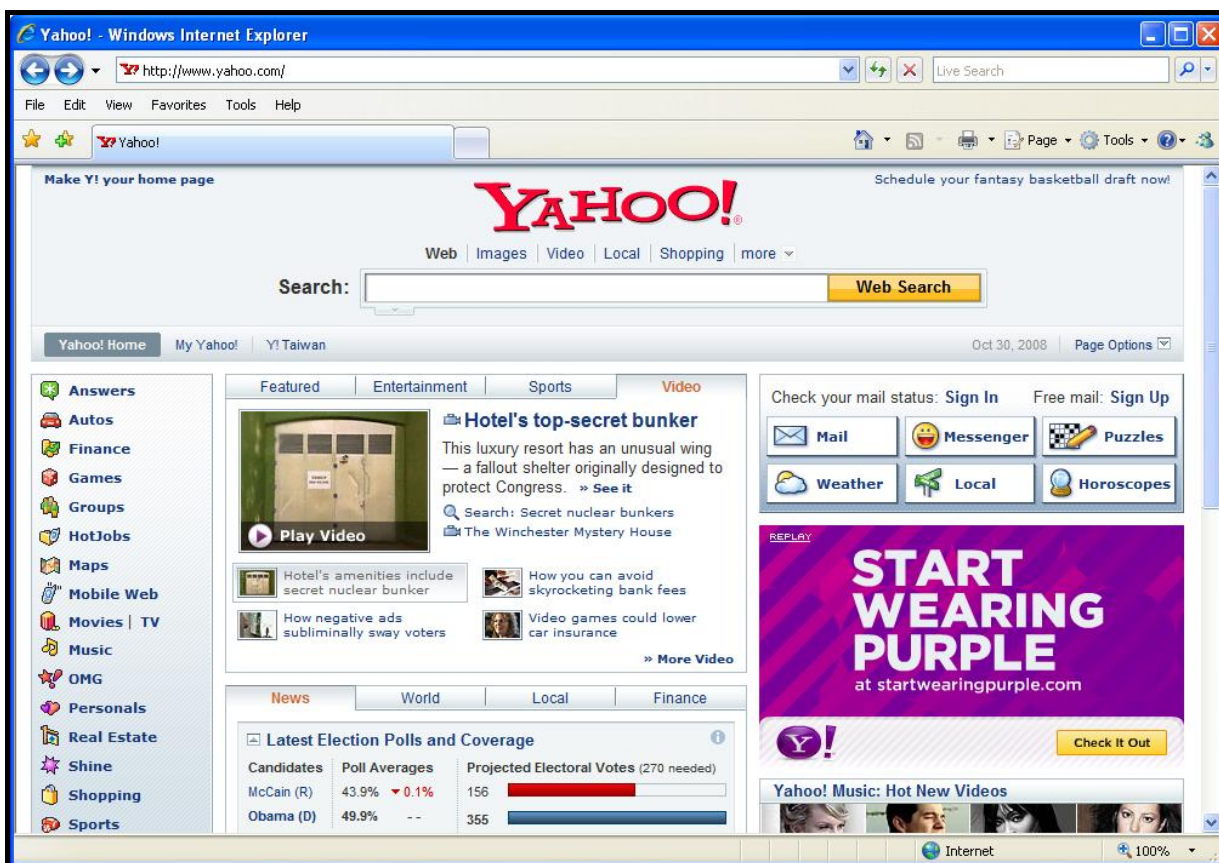 Yahoo! - Windows Internet Explorer
http://www.yahoo.com/
Live Search
File Edit View Favorites Tools Help
Yahoo!
Page Tools
Make Y! your home page
Schedule your fantasy basketball draft now!
YAHOO!
Web Images Video Local Shopping more
Search:
Web Search
Yahoo! Home My Yahoo! Y! Taiwan
Oct 30, 2008 Page Options
Answers
Autos
Finance
Games
Groups
HotJobs
Maps
Mobile Web
Movies | TV
Music
OMG
Personals
Real Estate
Shine
Shopping
Sports
Featured Entertainment Sports Video
Play Video
Hotel's top-secret bunker
This luxury resort has an unusual wing
— a fallout shelter originally designed to
protect Congress. » See it
Search: Secret nuclear bunkers
The Winchester Mystery House
Hotel's amenities include
secret nuclear bunker
How you can avoid
skyrocketing bank fees
How negative ads
subliminally sway voters
Video games could lower
car insurance
» More Video
News World Local Finance
Latest Election Polls and Coverage
Candidates Poll Averages Projected Electoral Votes (270 needed)
McCain (R) 43.9% ▼0.1% 156
Obama (D) 49.9% -- 355
Check your mail status: Sign In Free mail: Sign Up
Mail Messenger Puzzles
Weather Local Horoscopes
REPLAY
START
WEARING
PURPLE
at startwearingpurple.com
Y!
Check It Out
Yahoo! Music: Hot New Videos
Internet 100%